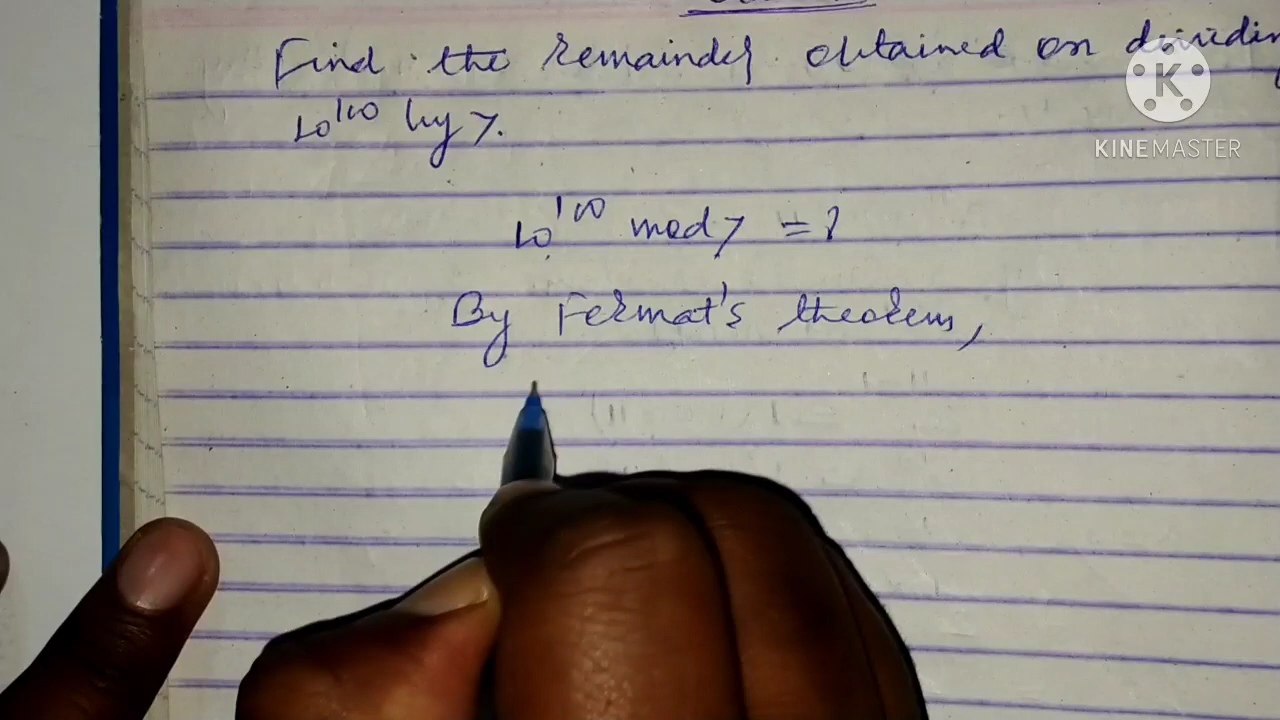 Find the remainder obtained on dividing
10^100 by 7.
10^100 mod 7 = ?
By Fermat's theorem,
K
KINEMASTER